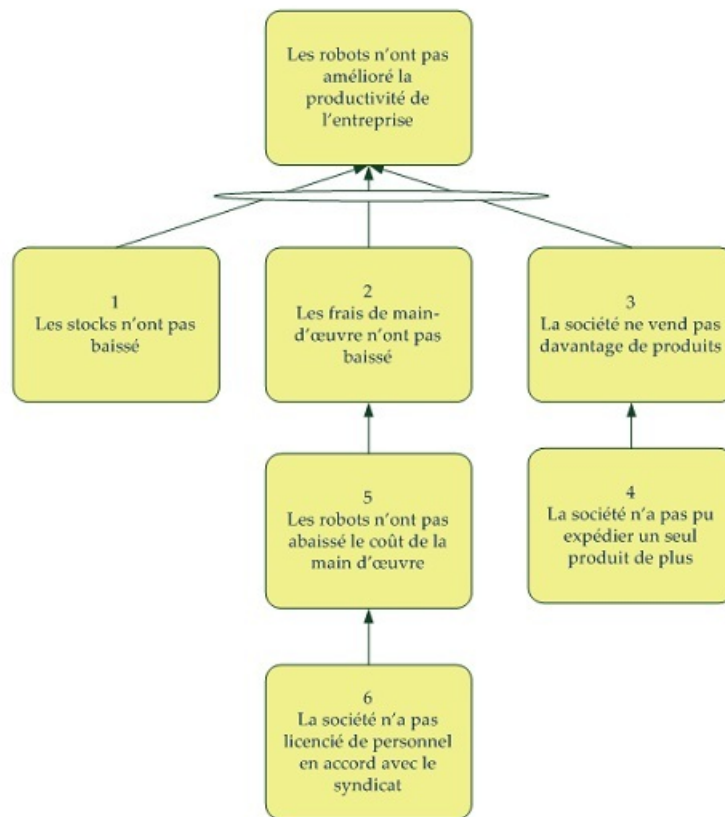 Les robots n'ont pas
amélioré la
productivité de
l'entreprise
1
Les stocks n'ont pas
baissé
2
Les frais de main-
d'œuvre n'ont pas
baissé
3
La société ne vend pas
davantage de produits
5
Les robots n'ont pas
abaissé le coût de la
main d'œuvre
4
La société n'a pas pu
expédier un seul
produit de plus
6
La société n'a pas
licencié de personnel
en accord avec le
syndicat